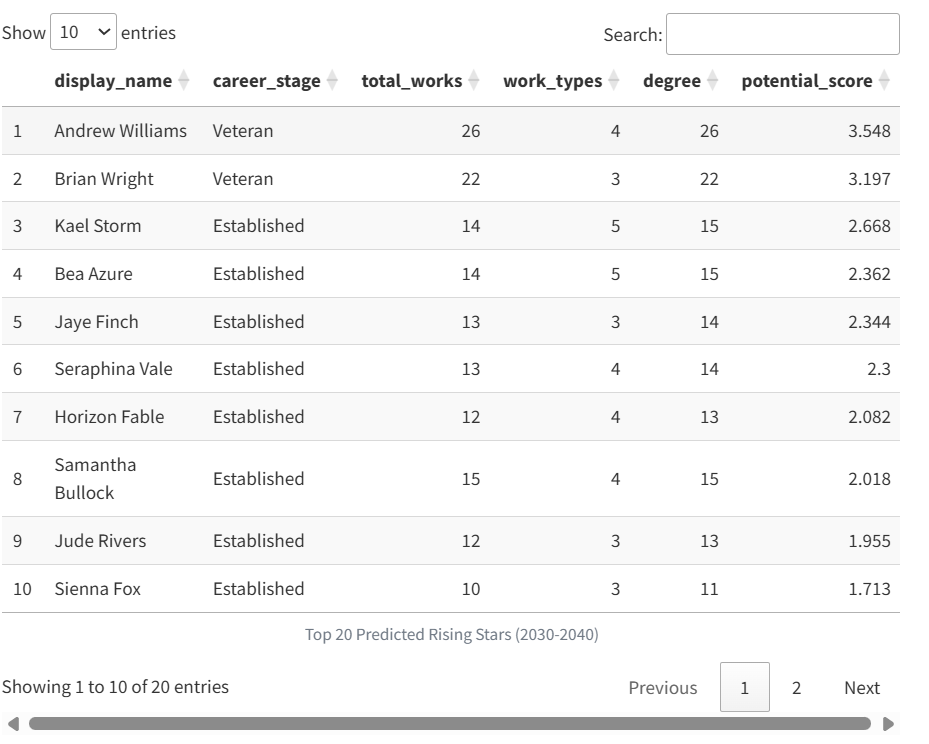 Show 10 entries Search:
display_name career_stage total_works work_types degree potential_score
1 Andrew Williams Veteran 26 4 26 3.548
2 Brian Wright Veteran 22 3 22 3.197
3 Kael Storm Established 14 5 15 2.668
4 Bea Azure Established 14 5 15 2.362
5 Jaye Finch Established 13 3 14 2.344
6 Seraphina Vale Established 13 4 14 2.3
7 Horizon Fable Established 12 4 13 2.082
8 Samantha Bullock Established 15 4 15 2.018
9 Jude Rivers Established 12 3 13 1.955
10 Sienna Fox Established 10 3 11 1.713
Top 20 Predicted Rising Stars (2030-2040)
Showing 1 to 10 of 20 entries Previous 1 2 Next